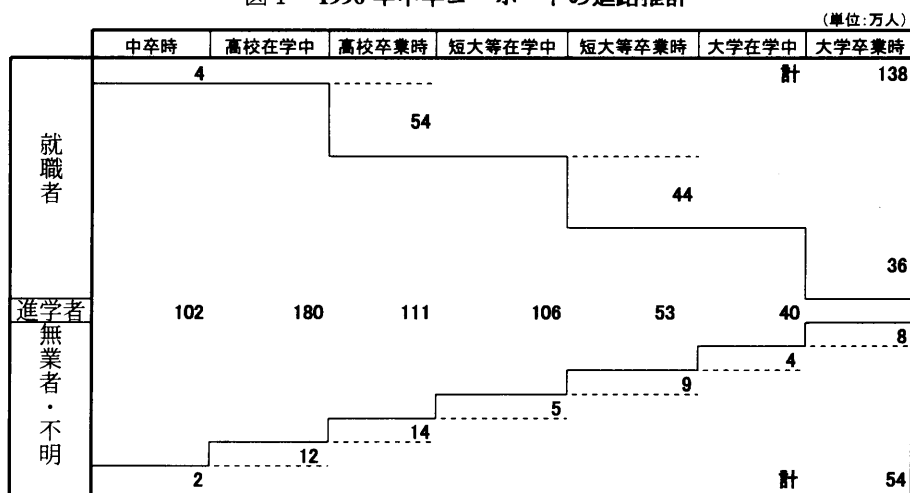 (単位:万人)
中卒時 高校在学中 高校卒業時 短大等在学中 短大等卒業時 大学在学中 大学卒業時
4 計 138
54
就職者
44
36
進学者 102 180 111 106 53 40
8
4
9
5
14
12
無業者・不明
2 計 54